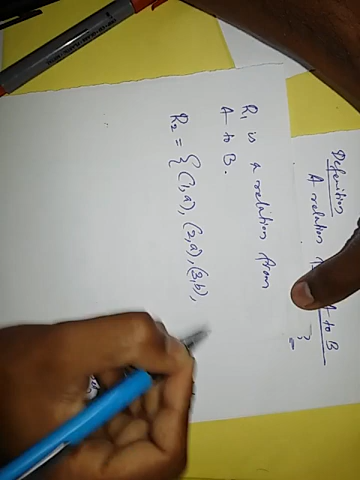 Definition
A relation A to B
}
R₁ is a relation from
A to B.
R₂ = { (1,a), (2,a), (3,b),